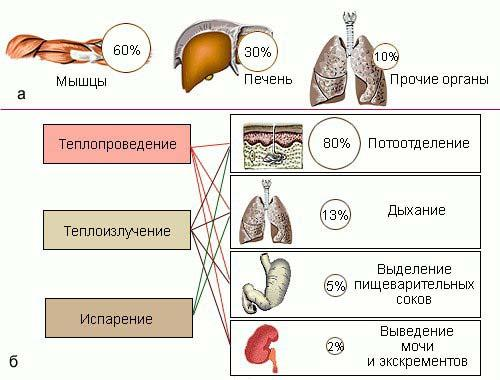 60%
30%
10%
Мышцы
Печень
Прочие органы
а
Теплопроведение
80%
Потоотделение
Теплоизлучение
13%
Дыхание
5%
Выделение
пищеварительных
соков
Испарение
2%
Выведение
мочи
и экскрементов
б